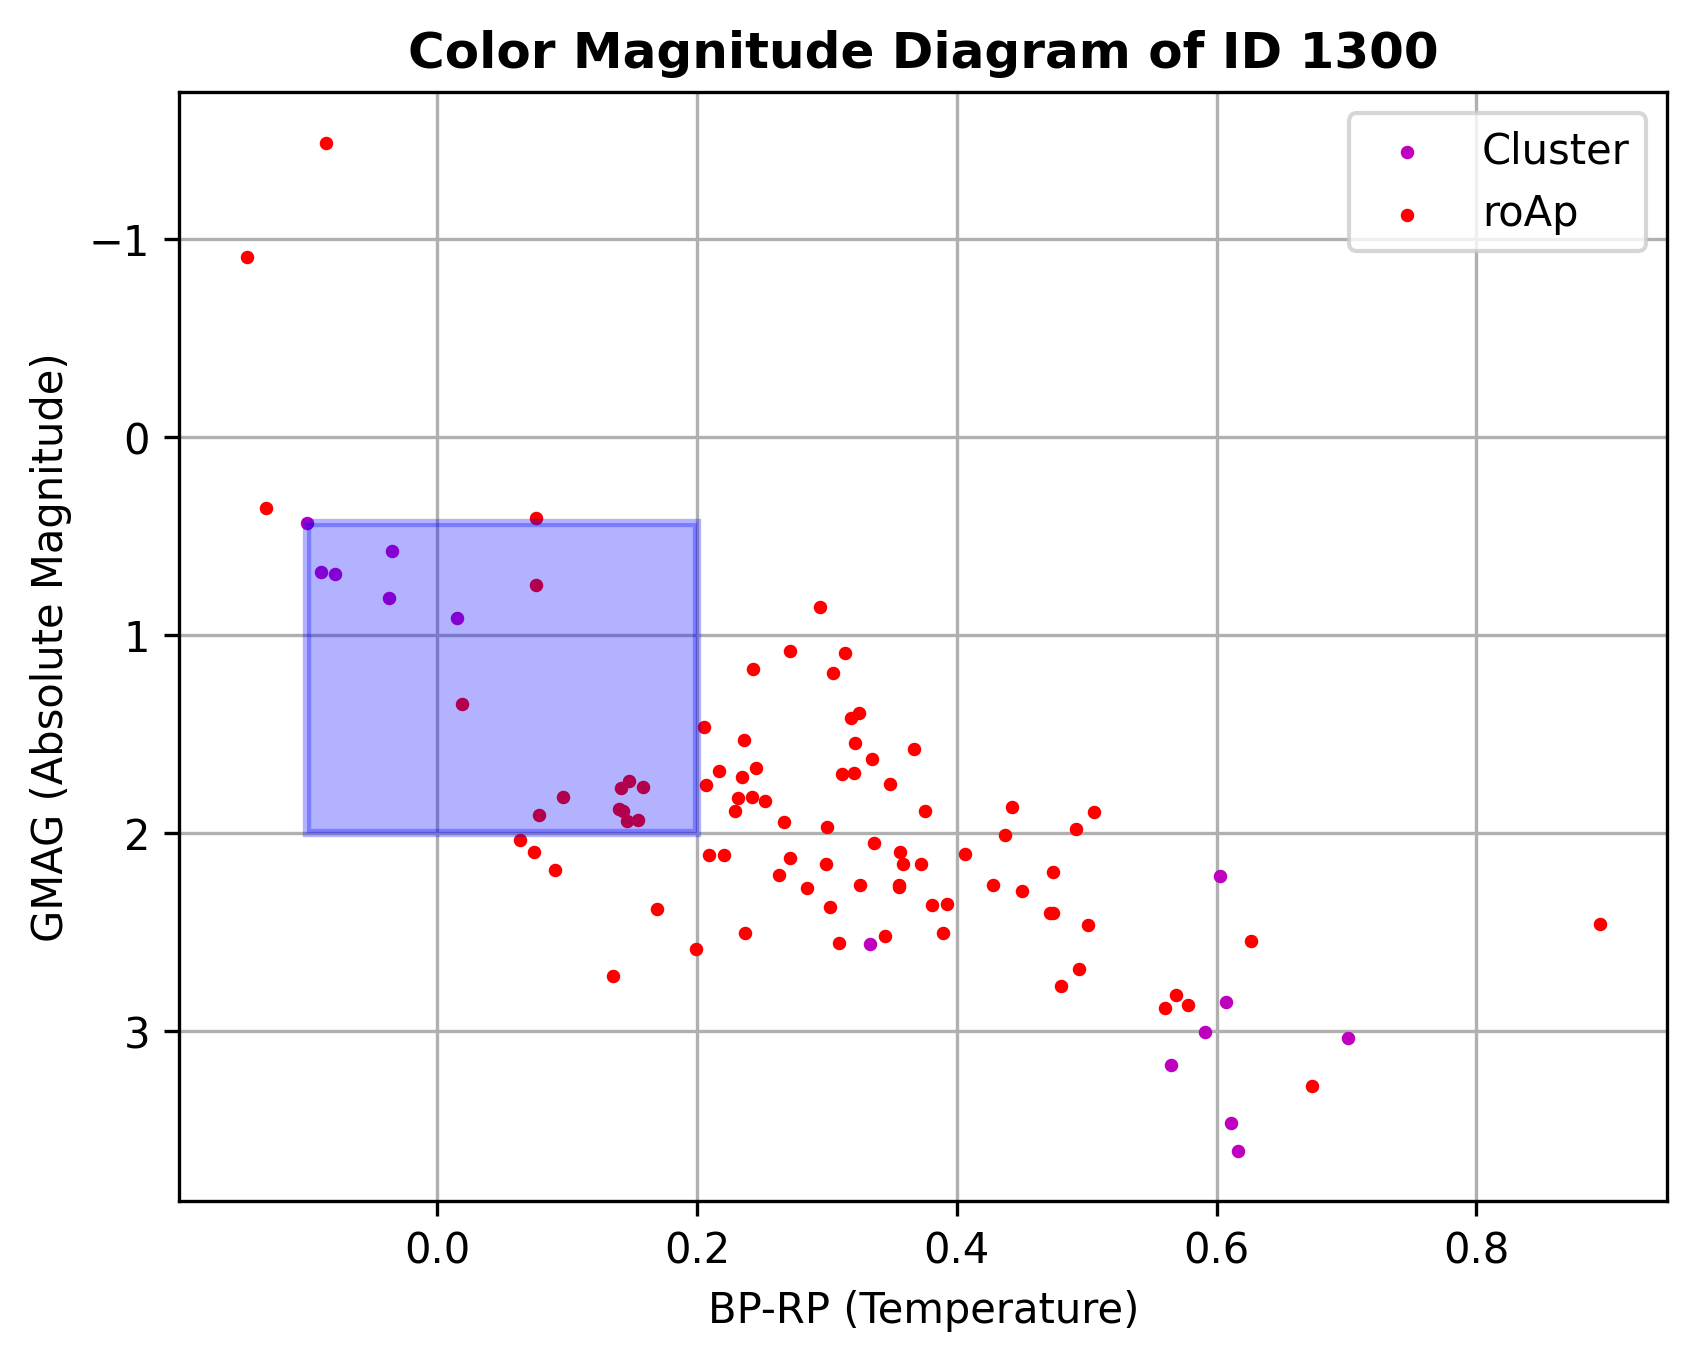 Color Magnitude Diagram of ID 1300
Cluster
roAp
GMAG (Absolute Magnitude)
−1
0
1
2
3
0.0 0.2 0.4 0.6 0.8
BP-RP (Temperature)